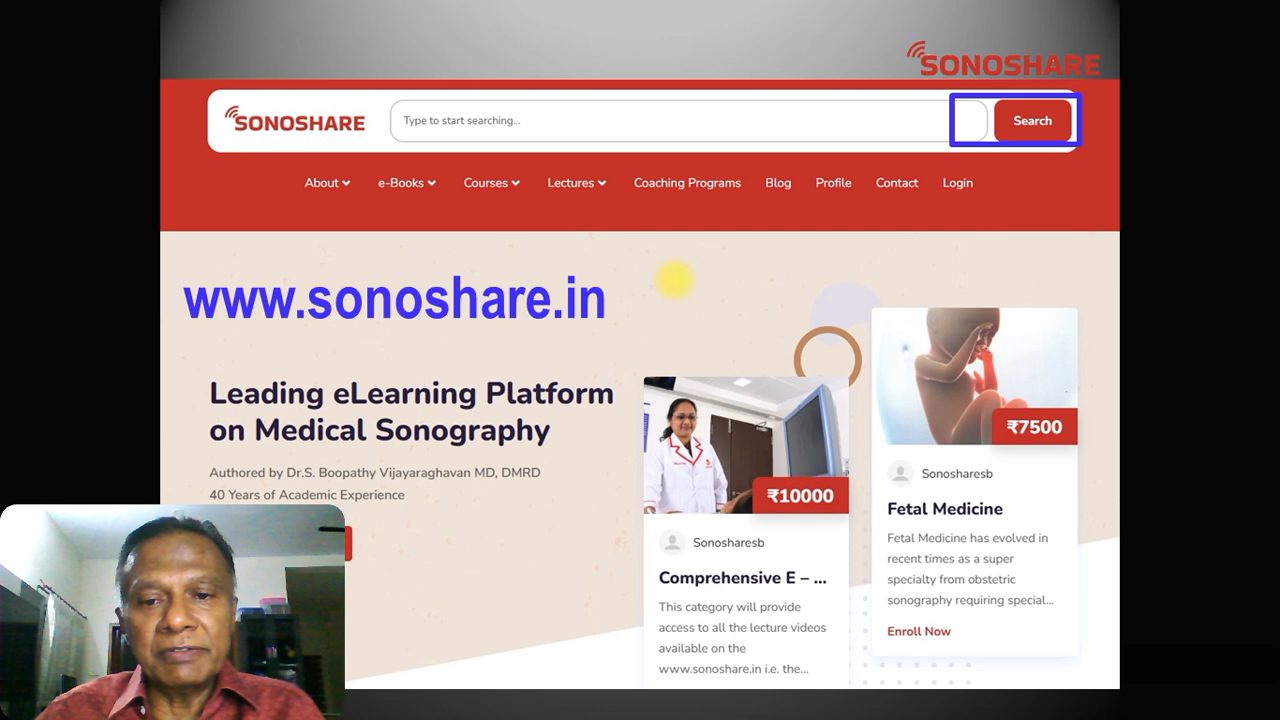 SONOSHARE
SONOSHARE
Type to start searching...
Search
About
e-Books
Courses
Lectures
Coaching Programs
Blog
Profile
Contact
Login
www.sonoshare.in
Leading eLearning Platform
on Medical Sonography
Authored by Dr.S. Boopathy Vijayaraghavan MD, DMRD
40 Years of Academic Experience
₹10000
Sonosharesb
Comprehensive E – ...
This category will provide
access to all the lecture videos
available on the
www.sonoshare.in i.e. the...
₹7500
Sonosharesb
Fetal Medicine
Fetal Medicine has evolved in
recent times as a super
specialty from obstetric
sonography requiring special...
Enroll Now